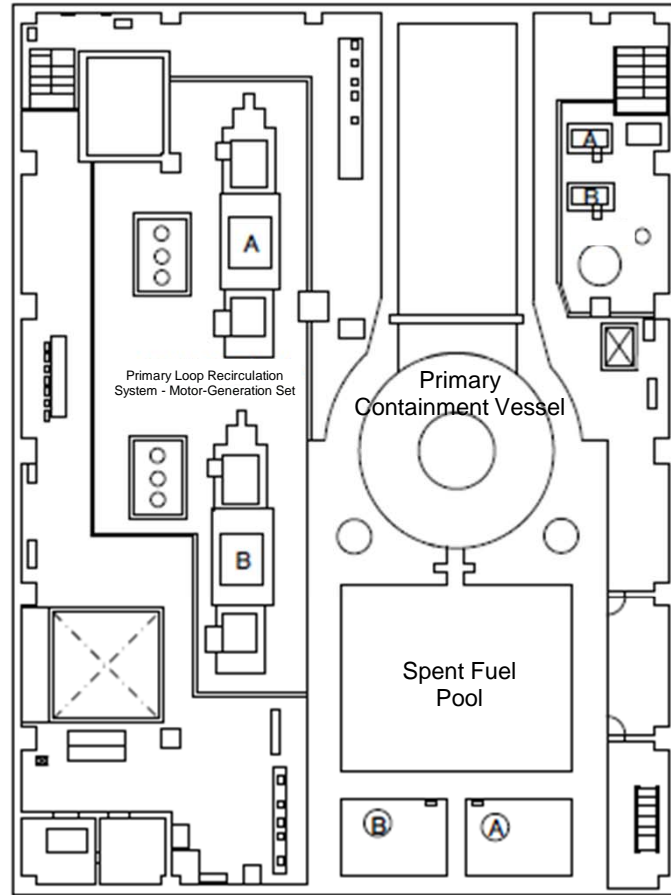 A
B
A
Primary Loop Recirculation
System - Motor-Generation Set
Primary
Containment Vessel
B
Spent Fuel
Pool
B
A